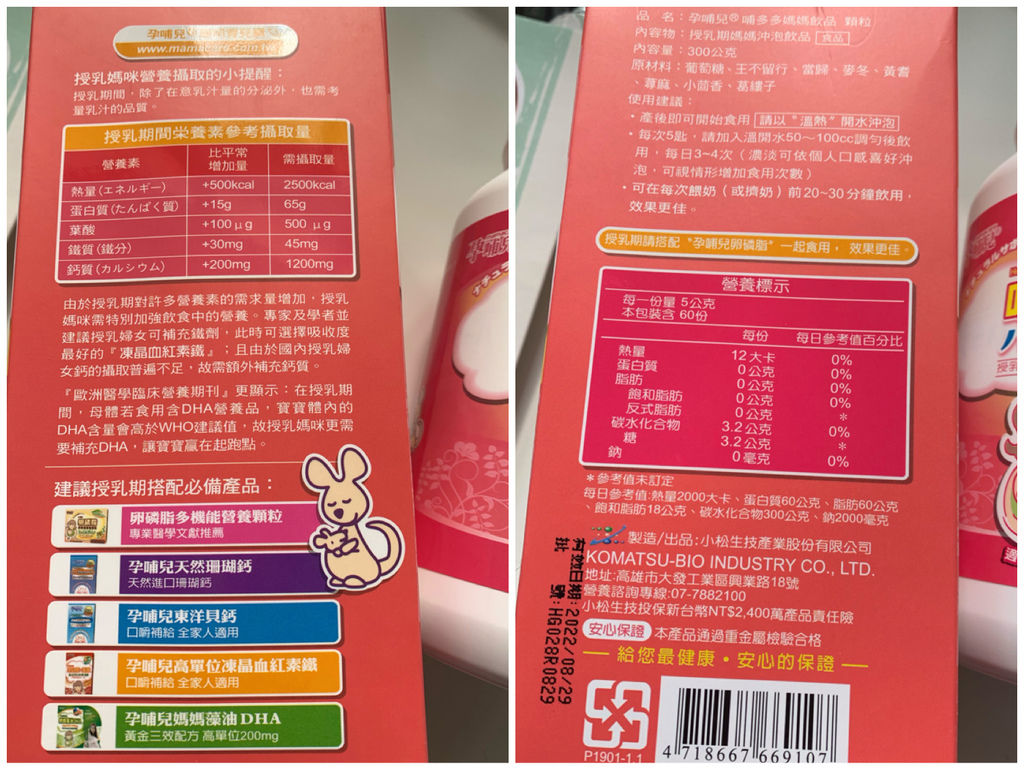 孕哺兒
www.mamacard.com.tw
授乳媽咪營養攝取的小提醒：
授乳期間，除了在意乳汁量的分泌外，也需考
量乳汁的品質。
授乳期間栄養素參考攝取量
營養素 比平常增加量 需攝取量
熱量(エネルギー) +500kcal 2500kcal
蛋白質(たんぱく質) +15g 65g
葉酸 +100μg 500μg
鐵質(鐵分) +30mg 45mg
鈣質(カルシウム) +200mg 1200mg
由於授乳期對許多營養素的需求量增加，授乳
媽咪需特別加強飲食中的營養。專家及學者並
建議授乳婦女可補充鐵劑，此時可選擇吸收度
最好的『凍晶血紅素鐵』；且由於國內授乳婦
女鈣的攝取普遍不足，故需額外補充鈣質。
『歐洲醫學臨床營養期刊』更顯示：在授乳期
間，母體若食用含DHA營養品，寶寶體內的
DHA含量會高於WHO建議值，故授乳媽咪更需
要補充DHA，讓寶寶贏在起跑點。
建議授乳期搭配必備產品：
卵磷脂多機能營養顆粒
專業醫學文獻推薦
孕哺兒天然珊瑚鈣
天然進口珊瑚鈣
孕哺兒東洋貝鈣
口嚼補給 全家人適用
孕哺兒高單位凍晶血紅素鐵
口嚼補給 全家人適用
孕哺兒媽媽藻油DHA
黃金三效配方 高單位200mg
品名：孕哺兒®哺多多媽媽飲品 顆粒
內容物：授乳期媽媽沖泡飲品 食品
內容量：300公克
原材料：葡萄糖、王不留行、當歸、麥冬、黃耆
、蕁麻、小茴香、葛縷子
使用建議：
・產後即可開始食用 請以"溫熱"開水沖泡
・每次5匙，請加入溫開水50～100cc調勻後飲
用，每日3~4次（濃淡可依個人口感喜好沖
泡，可視情形增加食用次數）
・可在每次餵奶（或擠奶）前20~30分鐘飲用，
效果更佳。
授乳期請搭配"孕哺兒卵磷脂"一起食用，效果更佳。
營養標示
每一份量 5公克
本包裝含 60份
每份 每日參考值百分比
熱量 12大卡 0%
蛋白質 0公克 0%
脂肪 0公克 0%
飽和脂肪 0公克 0%
反式脂肪 0公克 *
碳水化合物 3.2公克 0%
糖 3.2公克 *
鈉 0毫克 0%
*參考值未訂定
每日參考值:熱量2000大卡、蛋白質60公克、脂肪60公克
、飽和脂肪18公克、碳水化合物300公克、鈉2000毫克
製造/出品:小松生技產業股份有限公司
KOMATSU-BIO INDUSTRY CO., LTD.
地址:高雄市大發工業區興業路18號
營養諮詢專線:07-7882100
小松生技投保新台幣NT$2,400萬產品責任險
安心保證 本產品通過重金屬檢驗合格
給您最健康・安心的保證
有效日期:2022/08/29
批 號:HG028R0829
P1901-1.1
4 718667 669107